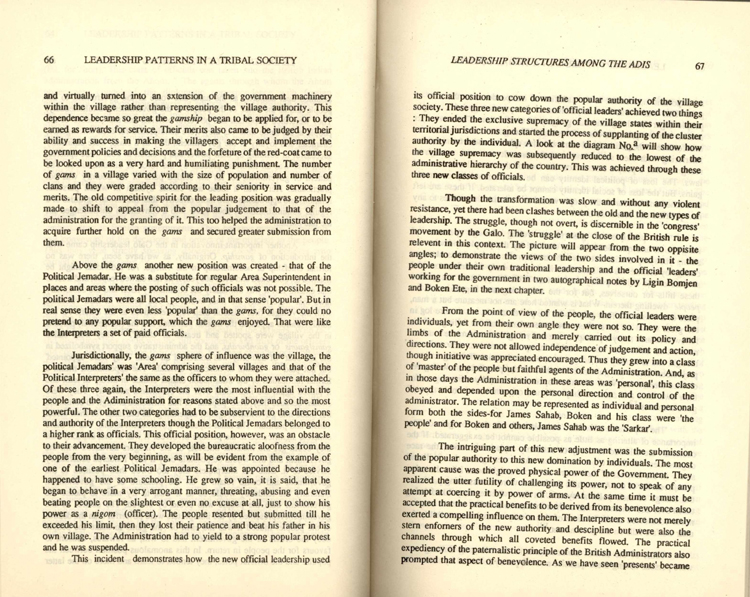 66 LEADERSHIP PATTERNS IN A TRIBAL SOCIETY
and virtually turned into an sxtension of the government machinery
within the village rather than representing the village authority. This
dependence became so great the gamship began to be applied for, or to be
earned as rewards for service. Their merits also came to be judged by their
ability and success in making the villagers accept and implement the
government policies and decisions and the forfeture of the red-coat came to
be looked upon as a very hard and humiliating punishment. The number
of gams in a village varied with the size of population and number of
clans and they were graded according to their seniority in service and
merits. The old competitive spirit for the leading position was gradually
made to shift to appeal from the popular judgement to that of the
administration for the granting of it. This too helped the administration to
acquire further hold on the gams and secured greater submission from
them.
Above the gams another new position was created - that of the
Political Jemadar. He was a substitute for regular Area Superintendent in
places and areas where the posting of such officials was not possible. The
political Jemadars were all local people, and in that sense 'popular'. But in
real sense they were even less 'popular' than the gams, for they could no
pretend to any popular support, which the gams enjoyed. That were like
the Interpreters a set of paid officials.
Jurisdictionally, the gams sphere of influence was the village, the
political Jemadars' was 'Area' comprising several villages and that of the
Political Interpreters' the same as the officers to whom they were attached.
Of these three again, the Interpreters were the most influential with the
people and the Adiministration for reasons stated above and so the most
powerful. The other two categories had to be subservient to the directions
and authority of the Interpreters though the Political Jemadars belonged to
a higher rank as officials. This official position, however, was an obstacle
to their advancement. They developed the bureaucratic aloofness from the
people from the very beginning, as will be evident from the example of
one of the earliest Political Jemadars. He was appointed because he
happened to have some schooling. He grew so vain, it is said, that he
began to behave in a very arrogant manner, threating, abusing and even
beating people on the slightest or even no excuse at all, just to show his
power as a nigom (officer). The people resented but submitted till he
exceeded his limit, then they lost their patience and beat his father in his
own village. The Administration had to yield to a strong popular protest
and he was suspended.
This incident demonstrates how the new official leadership used
LEADERSHIP STRUCTURES AMONG THE ADIS 67
its official position to cow down the popular authority of the village
society. These three new categories of 'official leaders' achieved two things
: They ended the exclusive supremacy of the village states within their
territorial jurisdictions and started the process of supplanting of the cluster
authority by the individual. A look at the diagram No. will show how
the village supremacy was subsequently reduced to the lowest of the
administrative hierarchy of the country. This was achieved through these
three new classes of officials.
Though the transformation was slow and without any violent
resistance, yet there had been clashes between the old and the new types of
leadership. The struggle, though not overt, is discernible in the 'congress'
movement by the Galo. The 'struggle' at the close of the British rule is
relevent in this context. The picture will appear from the two oppisite
angles; to demonstrate the views of the two sides involved in it - the
people under their own traditional leadership and the official 'leaders'
working for the government in two autographical notes by Ligin Bomjen
and Boken Ete, in the next chapter.
From the point of view of the people, the official leaders were
individuals, yet from their own angle they were not so. They were the
limbs of the Administration and merely carried out its policy and
directions. They were not allowed independence of judgement and action,
though initiative was appreciated encouraged. Thus they grew into a class
of 'master' of the people but faithful agents of the Administration. And, as
in those days the Administration in these areas was 'personal', this class
obeyed and depended upon the personal direction and control of the
administrator. The relation may be represented as individual and personal
form both the sides-for James Sahab, Boken and his class were 'the
people' and for Boken and others, James Sahab was the 'Sarkar'.
The intriguing part of this new adjustment was the submission
of the popular authority to this new domination by individuals. The most
apparent cause was the proved physical power of the Government. They
realized the utter futility of challenging its power, not to speak of any
attempt at coercing it by power of arms. At the same time it must be
accepted that the practical benefits to be derived from its benevolence also
exerted a compelling influence on them. The Interpreters were not merely
stern enforners of the new authority and descipline but were also the
channels through which all coveted benefits flowed. The practical
expediency of the paternalistic principle of the British Administrators also
prompted that aspect of benevolence. As we have seen 'presents' became